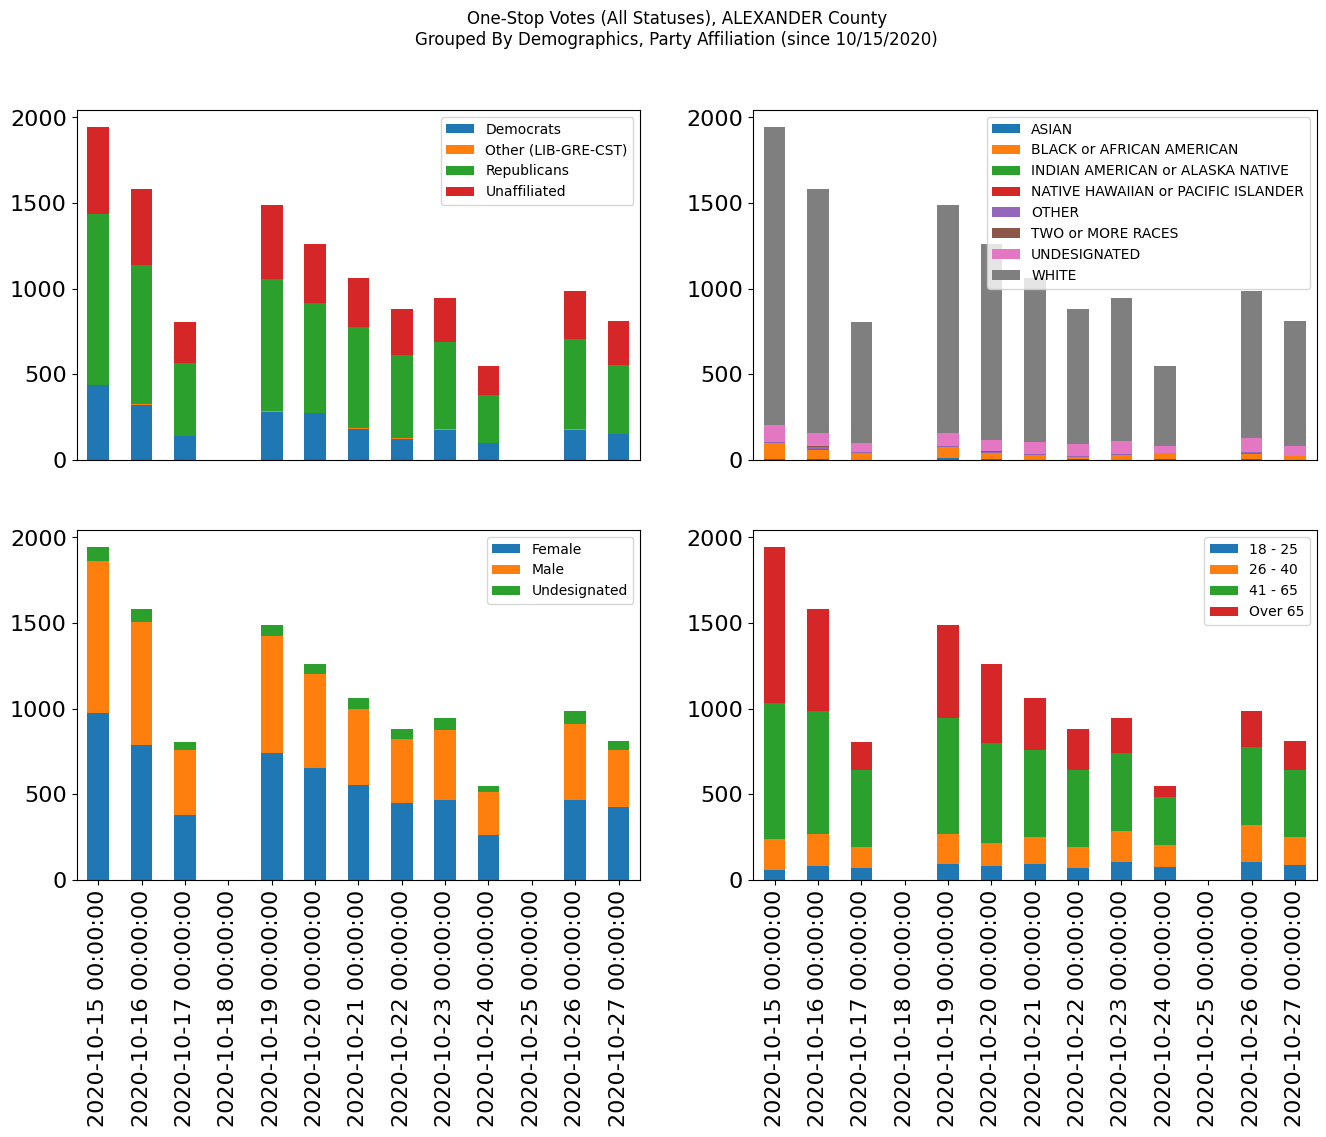 One-Stop Votes (All Statuses), ALEXANDER County
Grouped By Demographics, Party Affiliation (since 10/15/2020)
2000
1500
1000
500
0
Democrats
Other (LIB-GRE-CST)
Republicans
Unaffiliated
2000
1500
1000
500
0
ASIAN
BLACK or AFRICAN AMERICAN
INDIAN AMERICAN or ALASKA NATIVE
NATIVE HAWAIIAN or PACIFIC ISLANDER
OTHER
TWO or MORE RACES
UNDESIGNATED
WHITE
2000
1500
1000
500
0
Female
Male
Undesignated
2020-10-15 00:00:00
2020-10-16 00:00:00
2020-10-17 00:00:00
2020-10-18 00:00:00
2020-10-19 00:00:00
2020-10-20 00:00:00
2020-10-21 00:00:00
2020-10-22 00:00:00
2020-10-23 00:00:00
2020-10-24 00:00:00
2020-10-25 00:00:00
2020-10-26 00:00:00
2020-10-27 00:00:00
2000
1500
1000
500
0
18 - 25
26 - 40
41 - 65
Over 65
2020-10-15 00:00:00
2020-10-16 00:00:00
2020-10-17 00:00:00
2020-10-18 00:00:00
2020-10-19 00:00:00
2020-10-20 00:00:00
2020-10-21 00:00:00
2020-10-22 00:00:00
2020-10-23 00:00:00
2020-10-24 00:00:00
2020-10-25 00:00:00
2020-10-26 00:00:00
2020-10-27 00:00:00